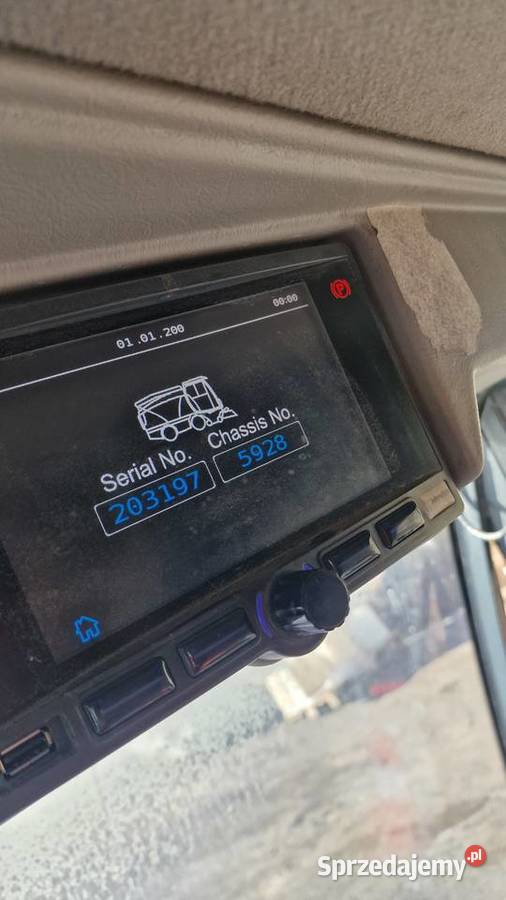 01.01.200
00:00
Serial No.
Chassis No.
203197
5928
P
Sprzedajemy.pl